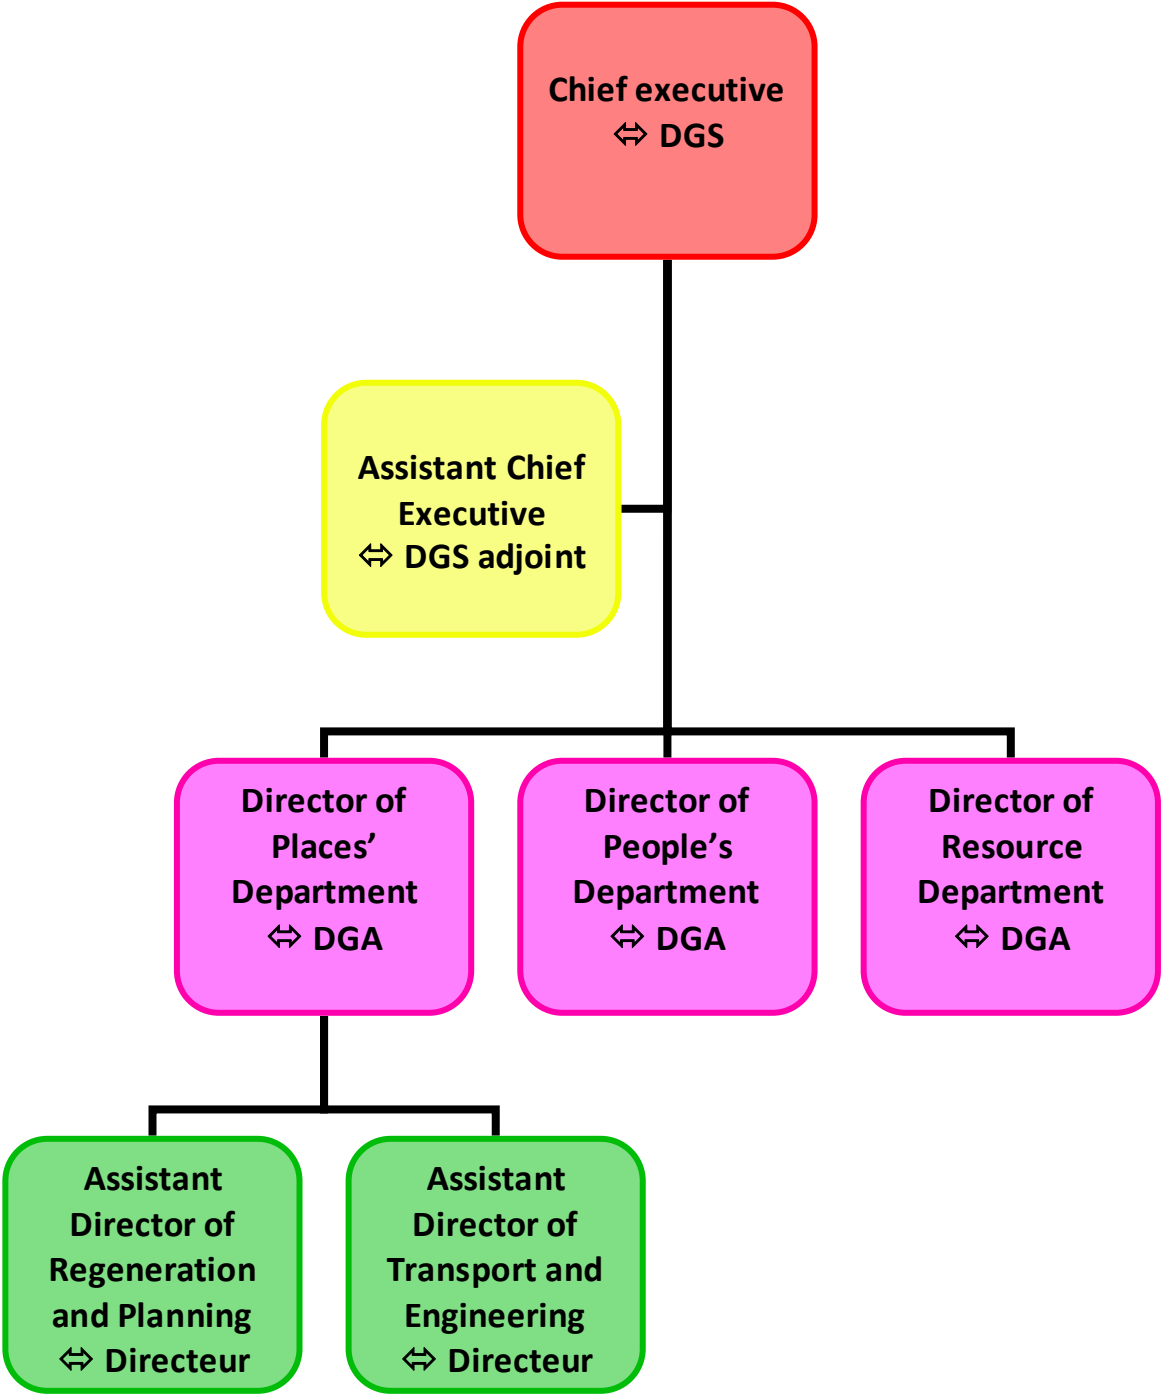 Chief executive
⇔ DGS
Assistant Chief
Executive
⇔ DGS adjoint
Director of
Places’
Department
⇔ DGA
Director of
People’s
Department
⇔ DGA
Director of
Resource
Department
⇔ DGA
Assistant
Director of
Regeneration
and Planning
⇔ Directeur
Assistant
Director of
Transport and
Engineering
⇔ Directeur